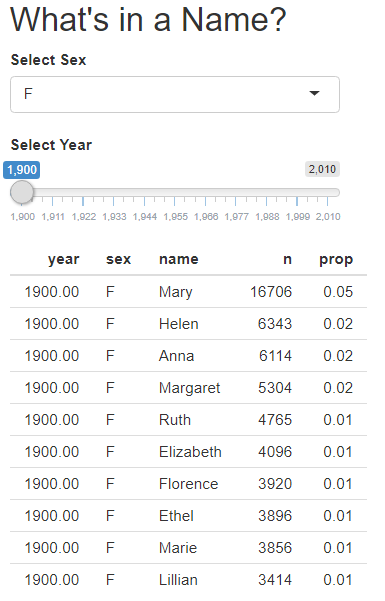 What's in a Name?
Select Sex
F
Select Year
1,900 2,010
1,900 1,911 1,922 1,933 1,944 1,955 1,966 1,977 1,988 1,999 2,010
year sex name n prop
1900.00 F Mary 16706 0.05
1900.00 F Helen 6343 0.02
1900.00 F Anna 6114 0.02
1900.00 F Margaret 5304 0.02
1900.00 F Ruth 4765 0.01
1900.00 F Elizabeth 4096 0.01
1900.00 F Florence 3920 0.01
1900.00 F Ethel 3896 0.01
1900.00 F Marie 3856 0.01
1900.00 F Lillian 3414 0.01